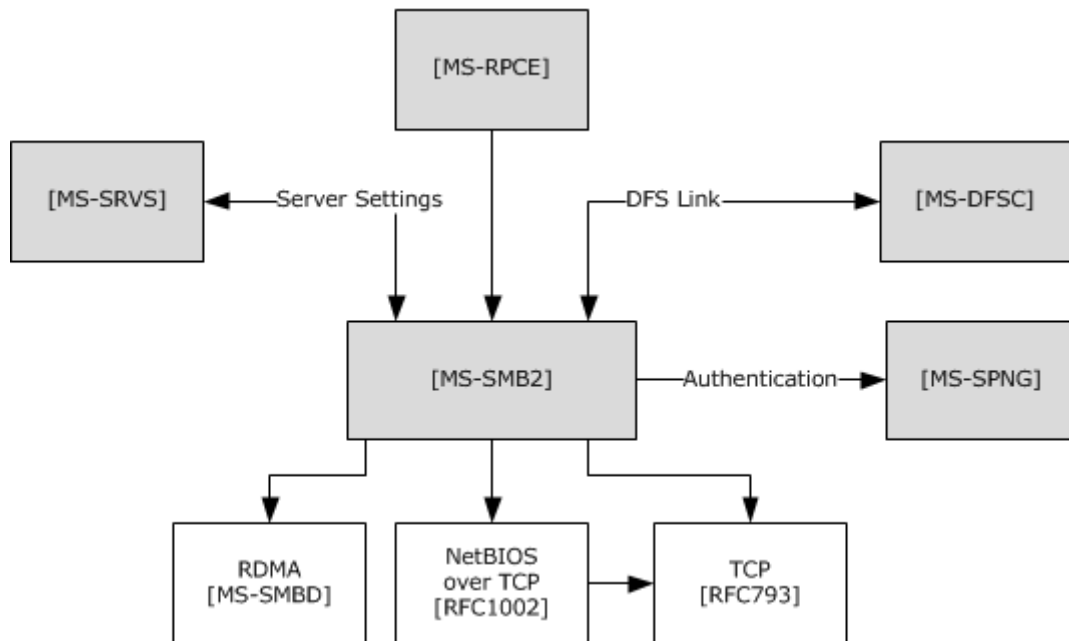 [MS-RPCE]
[MS-SRVS]
Server Settings
DFS Link
[MS-DFSC]
[MS-SMB2]
Authentication
[MS-SPNG]
RDMA
[MS-SMBD]
NetBIOS
over TCP
[RFC1002]
TCP
[RFC793]